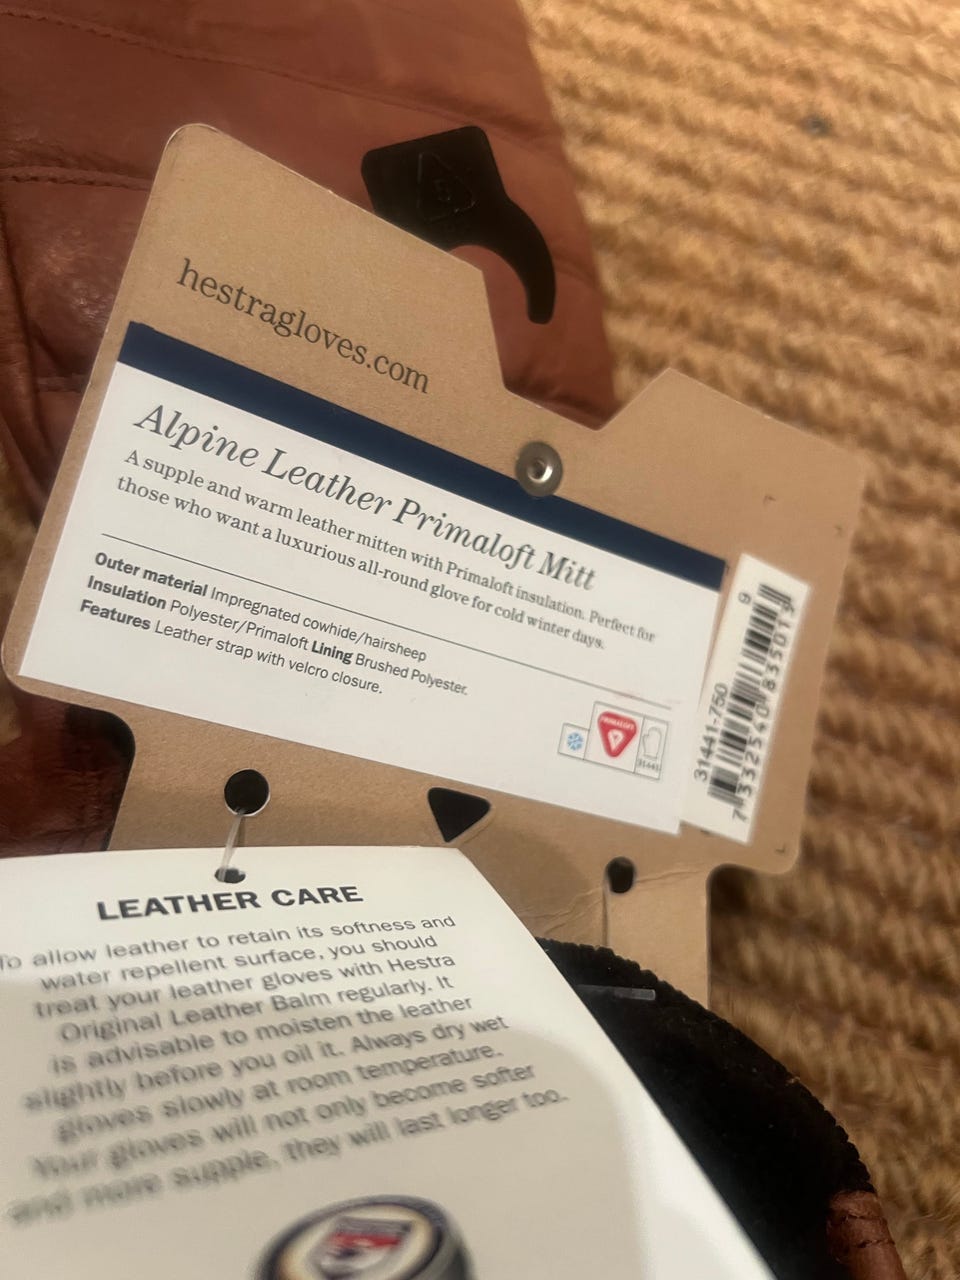 hestragloves.com
Alpine Leather Primaloft Mitt
A supple and warm leather mitten with Primaloft insulation. Perfect for
those who want a luxurious all-round glove for cold winter days.
Outer material Impregnated cowhide/hairsheep
Insulation Polyester/Primaloft Lining Brushed Polyester.
Features Leather strap with velcro closure.
PRIMALOFT
31441
31441-750
9
7 332540 835019
LEATHER CARE
To allow leather to retain its softness and
water repellent surface, you should
treat your leather gloves with Hestra
Original Leather Balm regularly. It
is advisable to moisten the leather
slightly before you oil it. Always dry wet
gloves slowly at room temperature.
Your gloves will not only become softer
and more supple, they will last longer too.